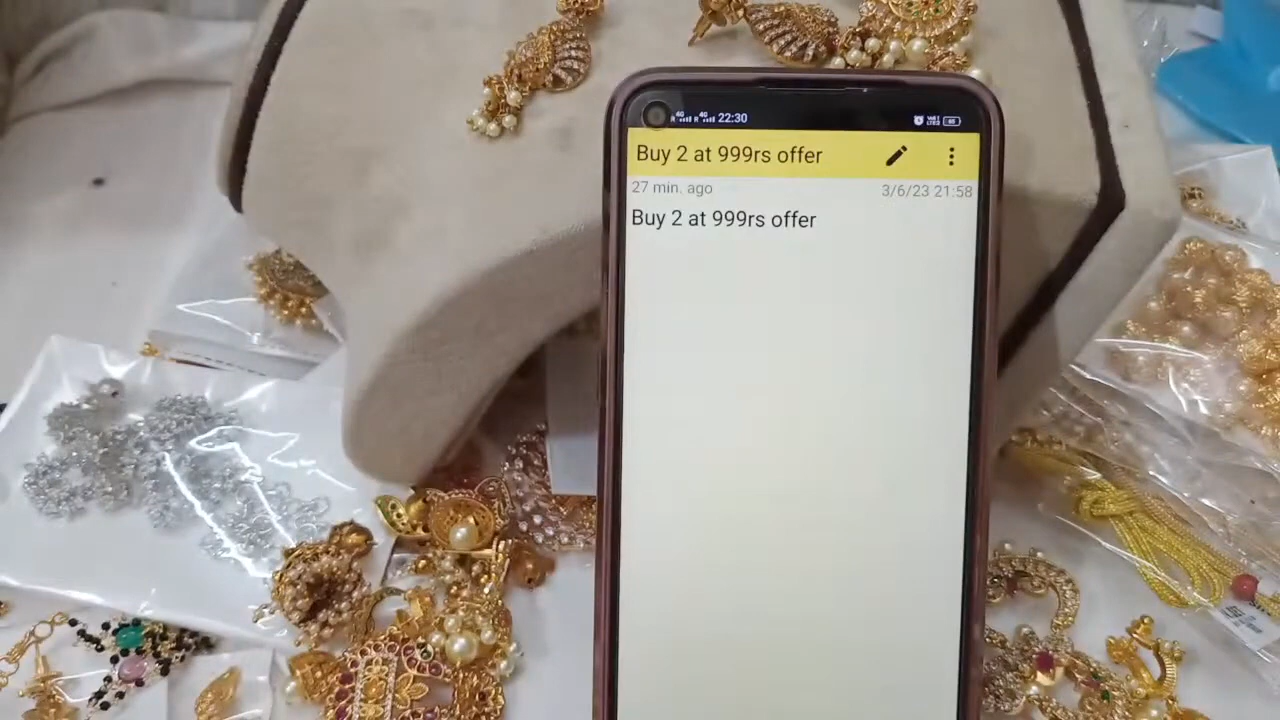 22:30
Buy 2 at 999rs offer
27 min. ago 3/6/23 21:58
Buy 2 at 999rs offer